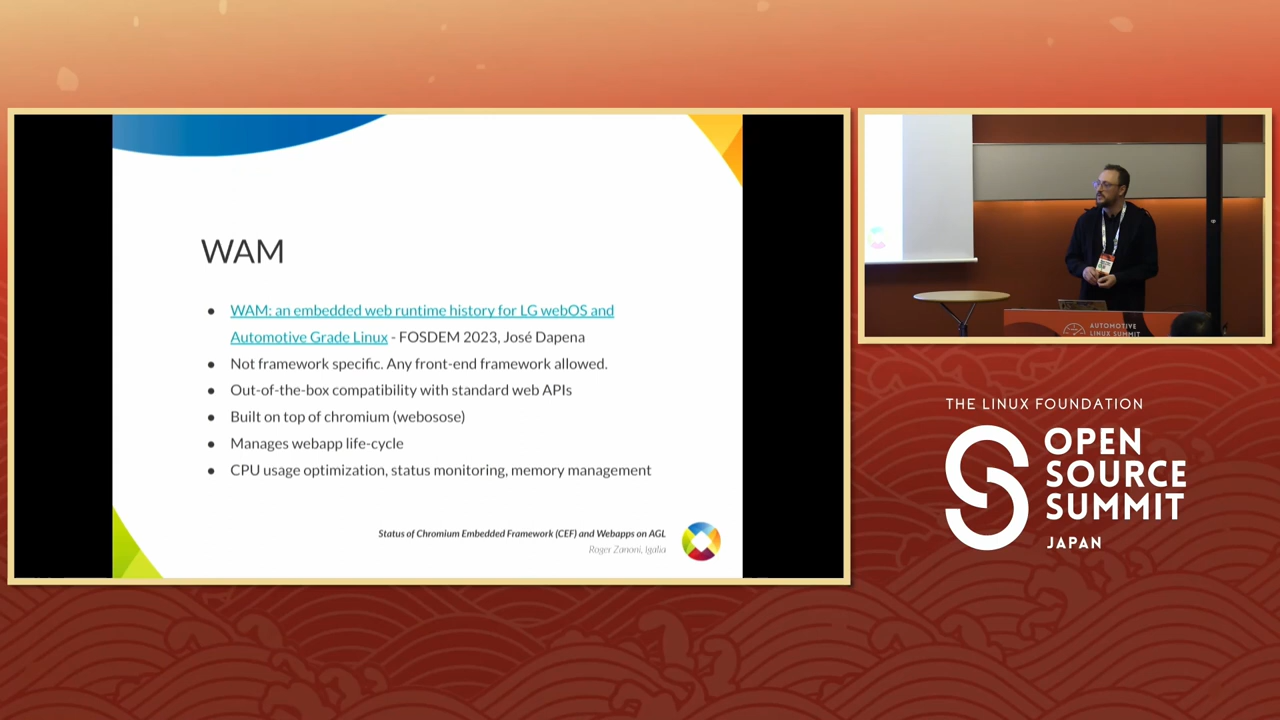 WAM
● WAM: an embedded web runtime history for LG webOS and
Automotive Grade Linux - FOSDEM 2023, José Dapena
● Not framework specific. Any front-end framework allowed.
● Out-of-the-box compatibility with standard web APIs
● Built on top of chromium (webosose)
● Manages webapp life-cycle
● CPU usage optimization, status monitoring, memory management
Status of Chromium Embedded Framework (CEF) and Webapps on AGL
Roger Zanoni, Igalia
AUTOMOTIVE
LINUX SUMMIT
THE LINUX FOUNDATION
OPEN
SOURCE
SUMMIT
JAPAN